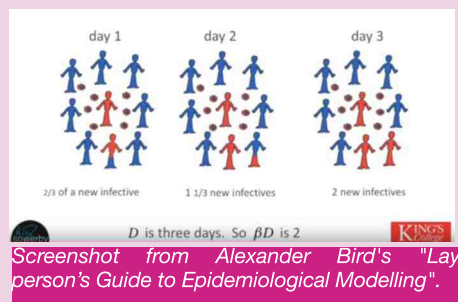 day 1 day 2 day 3
2/3 of a new infective 1 1/3 new infectives 2 new infectives
D is three days. So βD is 2
KING'S
College
Screenshot from Alexander Bird's "Lay
person's Guide to Epidemiological Modelling".